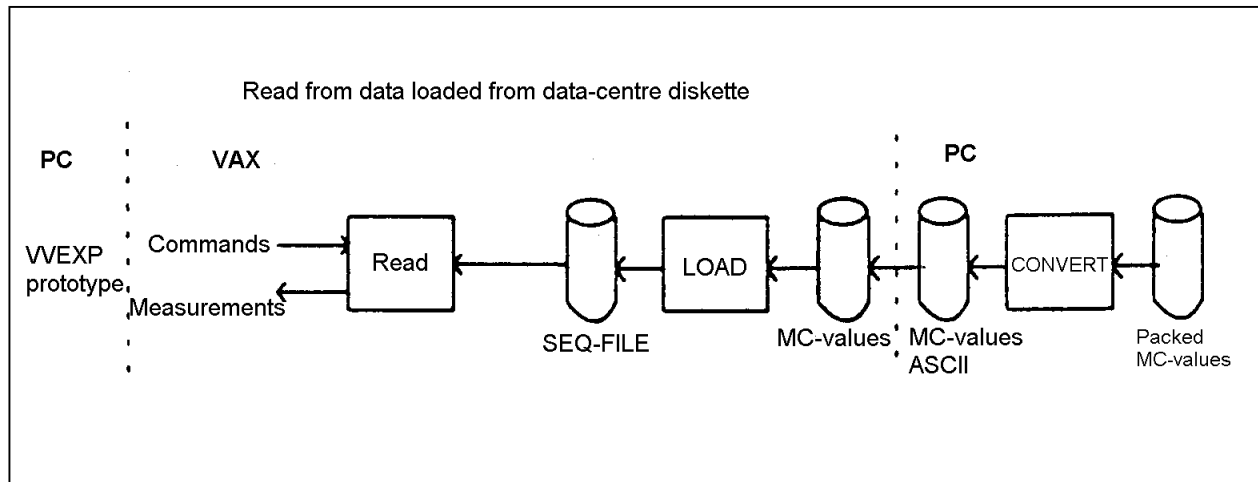 Read from data loaded from data-centre diskette
PC
VAX
PC
VVEXP
prototype
Commands
Measurements
Read
SEQ-FILE
LOAD
MC-values
MC-values
ASCII
CONVERT
Packed
MC-values